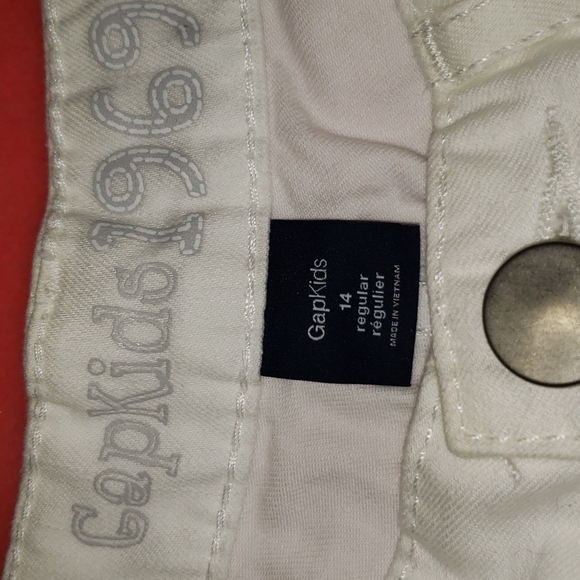 GapKids 1969
GapKids
14
regular
régulier
MADE IN VIETNAM